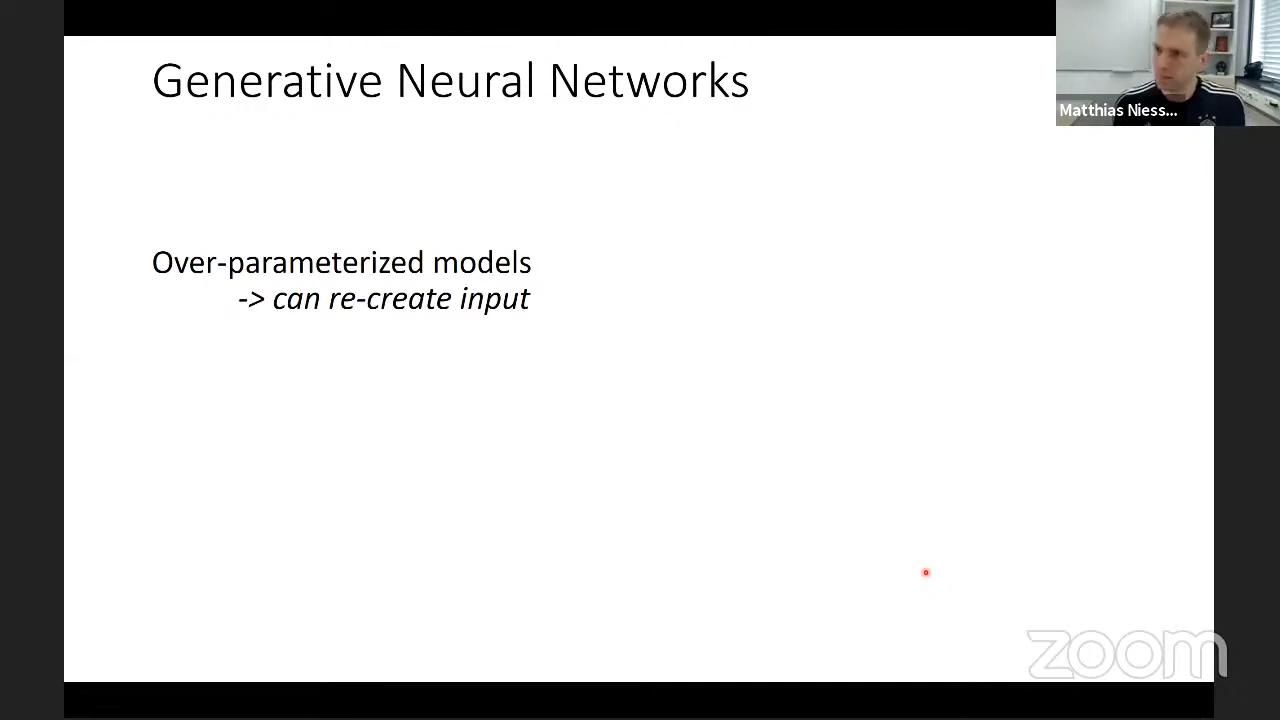 Generative Neural Networks
Matthias Niess...
Over-parameterized models
-> can re-create input
zoom